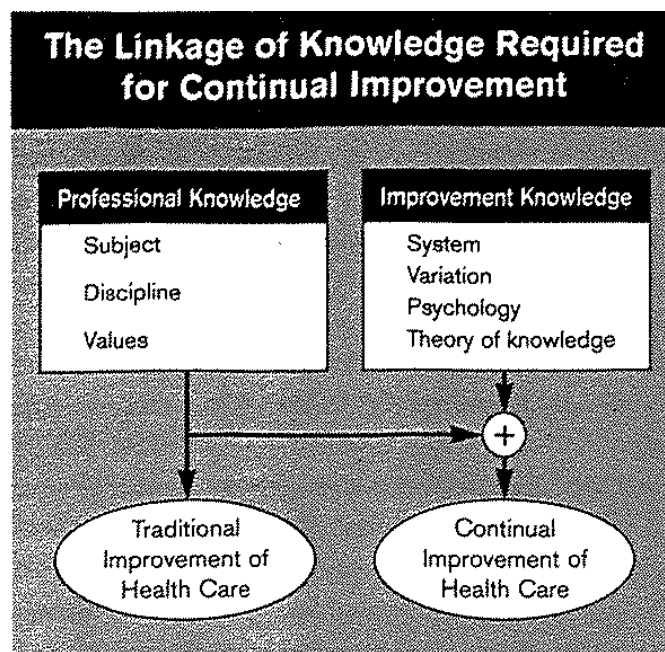 The Linkage of Knowledge Required
for Continual Improvement
Professional Knowledge
Subject
Discipline
Values
Improvement Knowledge
System
Variation
Psychology
Theory of knowledge
+
Traditional
Improvement of
Health Care
Continual
Improvement of
Health Care